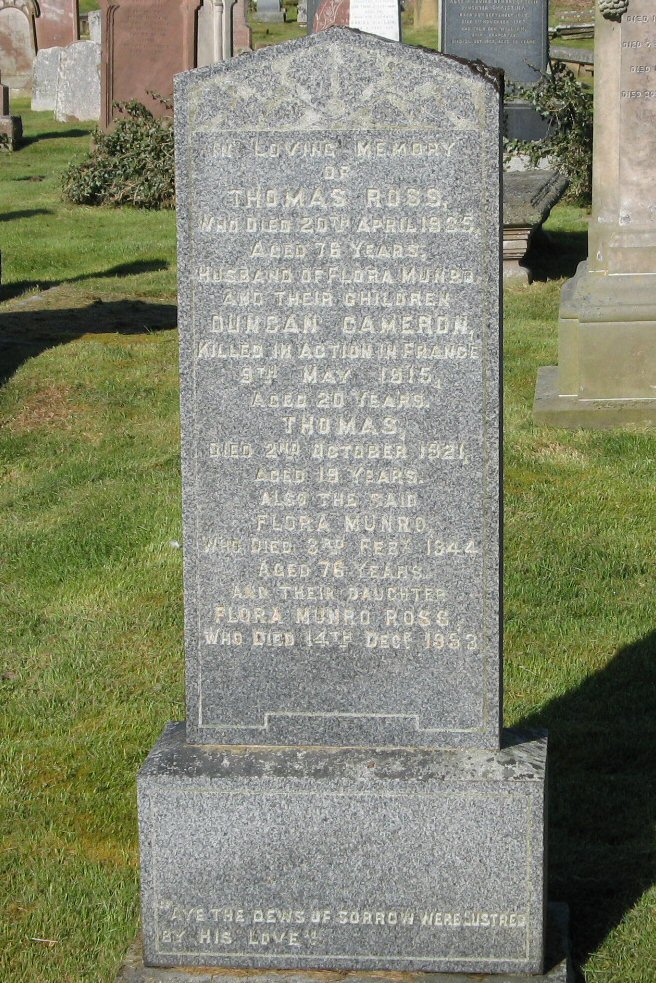 IN LOVING MEMORY
OF
THOMAS ROSS,
WHO DIED 20TH APRIL 1935,
AGED 76 YEARS.
HUSBAND OF FLORA MUNRO,
AND THEIR CHILDREN
DUNCAN CAMERON,
KILLED IN ACTION IN FRANCE
9TH MAY 1915,
AGED 20 YEARS.
THOMAS,
DIED 2ND OCTOBER 1921,
AGED 19 YEARS.
ALSO THE SAID
FLORA MUNRO
WHO DIED 3RD FEBY 1944
AGED 76 YEARS.
AND THEIR DAUGHTER
FLORA MUNRO ROSS,
WHO DIED 14TH DECR 1953
"AYE THE DEWS OF SORROW WERE LUSTRED
BY HIS LOVE".